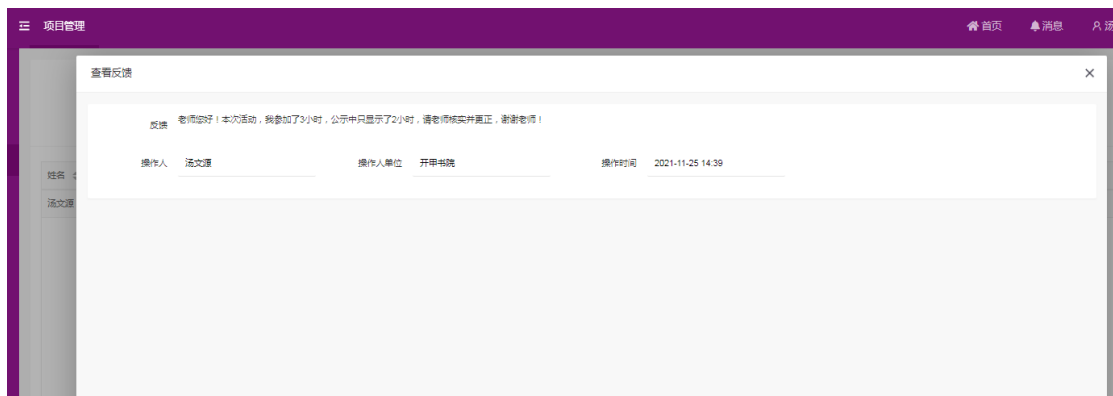 项目管理
首页
消息
汤
查看反馈
反馈 老师您好！本次活动，我参加了3小时，公示中只显示了2小时，请老师核实并更正，谢谢老师！
操作人 汤文源 操作人单位 开甲书院 操作时间 2021-11-25 14:39
姓名
汤文源